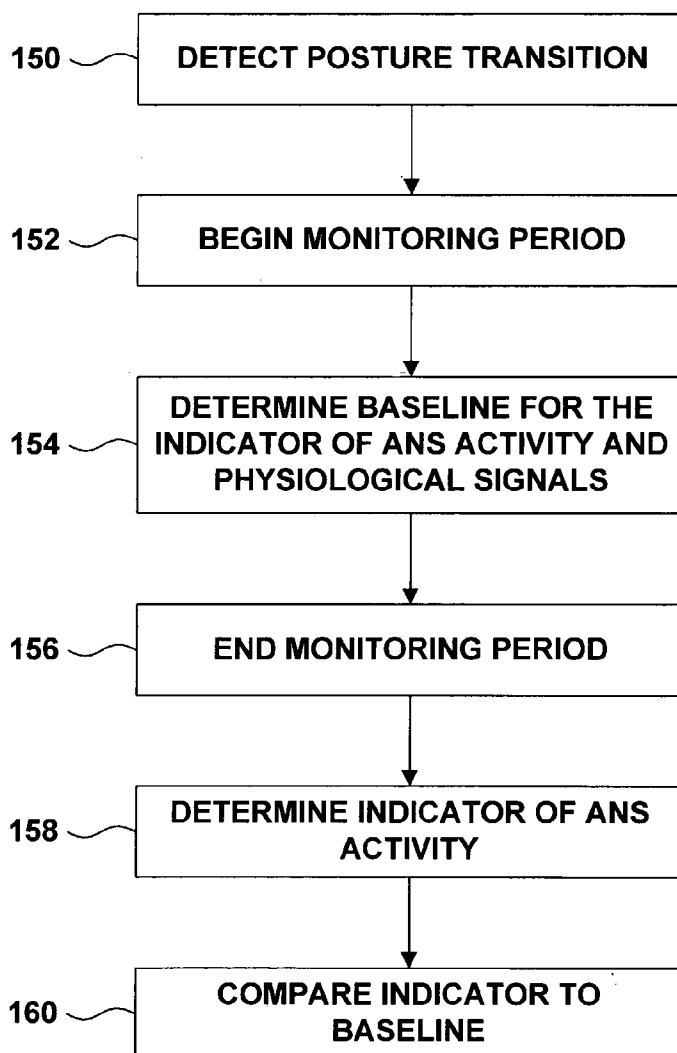 150 DETECT POSTURE TRANSITION
152 BEGIN MONITORING PERIOD
DETERMINE BASELINE FOR THE
154 INDICATOR OF ANS ACTIVITY AND
PHYSIOLOGICAL SIGNALS
156 END MONITORING PERIOD
158 DETERMINE INDICATOR OF ANS
ACTIVITY
160 COMPARE INDICATOR TO
BASELINE